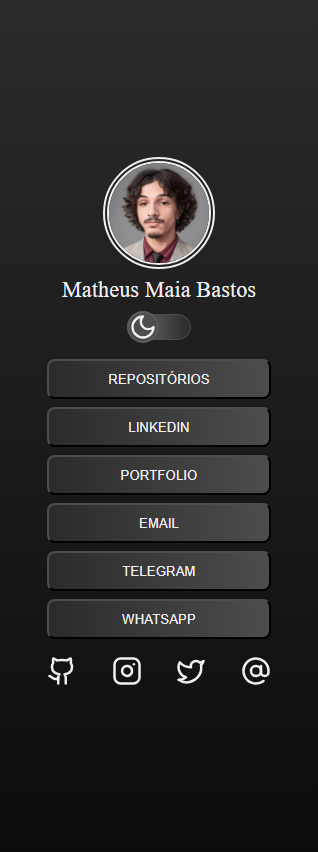 Matheus Maia Bastos
REPOSITÓRIOS
LINKEDIN
PORTFOLIO
EMAIL
TELEGRAM
WHATSAPP